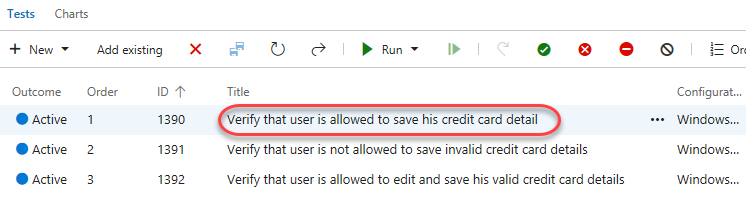 Tests Charts
New Add existing Run Ord
Outcome Order ID Title Configurat...
Active 1 1390 Verify that user is allowed to save his credit card detail ... Windows...
Active 2 1391 Verify that user is not allowed to save invalid credit card details Windows...
Active 3 1392 Verify that user is allowed to edit and save his valid credit card details Windows...